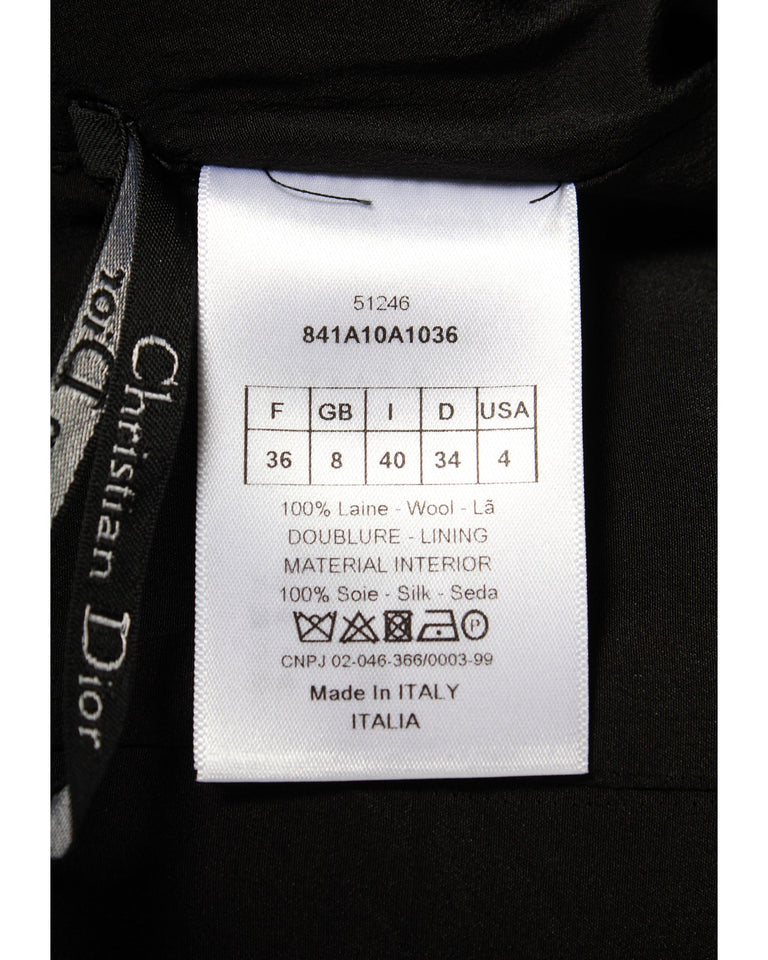 51246
841A10A1036
F GB I D USA
36 8 40 34 4
100% Laine - Wool - Lã
DOUBLURE - LINING
MATERIAL INTERIOR
100% Soie - Silk - Seda
P
CNPJ 02-046-366/0003-99
Made In ITALY
ITALIA
Christian Dior
Dior